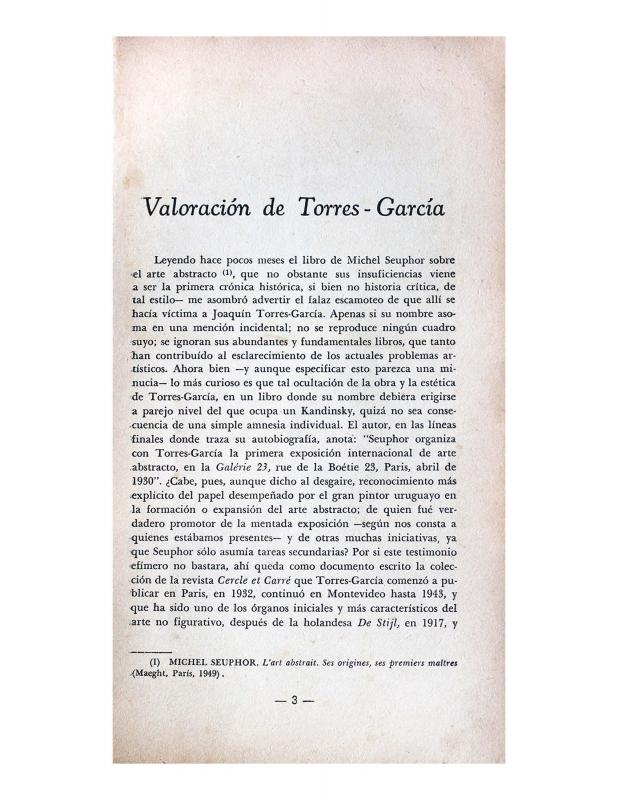 Valoración de Torres-García
Leyendo hace pocos meses el libro de Michel Seuphor sobre
el arte abstracto (1), que no obstante sus insuficiencias viene
a ser la primera crónica histórica, si bien no historia crítica, de
tal estilo— me asombró advertir el falaz escamoteo de que allí se
hacía víctima a Joaquín Torres-García. Apenas si su nombre aso-
ma en una mención incidental; no se reproduce ningún cuadro
suyo; se ignoran sus abundantes y fundamentales libros, que tanto
han contribuído al esclarecimiento de los actuales problemas ar-
tísticos. Ahora bien —y aunque especificar esto parezca una mi-
nucia— lo más curioso es que tal ocultación de la obra y la estética
de Torres-García, en un libro donde su nombre debiera erigirse
a parejo nivel del que ocupa un Kandinsky, quizá no sea conse-
cuencia de una simple amnesia individual. El autor, en las líneas
finales donde traza su autobiografía, anota: "Seuphor organiza
con Torres-García la primera exposición internacional de arte
abstracto, en la Galérie 23, rue de la Boétie 23, Paris, abril de
1930". ¿Cabe, pues, aunque dicho al desgaire, reconocimiento más
explícito del papel desempeñado por el gran pintor uruguayo en
la formación o expansión del arte abstracto; de quien fué ver-
dadero promotor de la mentada exposición —según nos consta a
quienes estábamos presentes— y de otras muchas iniciativas, ya
que Seuphor sólo asumía tareas secundarias? Por si este testimonio
efímero no bastara, ahí queda como documento escrito la colec-
ción de la revista Cercle et Carré que Torres-García comenzó a pu-
blicar en Paris, en 1932, continuó en Montevideo hasta 1943, y
que ha sido uno de los órganos iniciales y más característicos del
arte no figurativo, después de la holandesa De Stijl, en 1917, y
(1) MICHEL SEUPHOR. L'art abstrait. Ses origines, ses premiers maîtres
(Maeght, París, 1949).
— 3 —